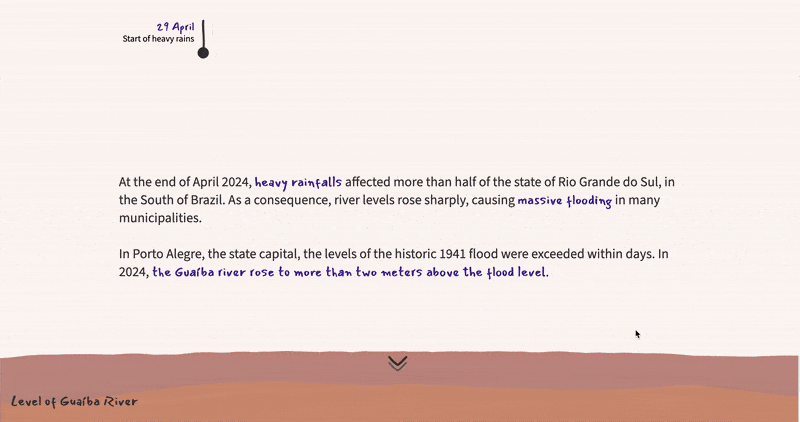 29 April
Start of heavy rains
At the end of April 2024, heavy rainfalls affected more than half of the state of Rio Grande do Sul, in
the South of Brazil. As a consequence, river levels rose sharply, causing massive flooding in many
municipalities.
In Porto Alegre, the state capital, the levels of the historic 1941 flood were exceeded within days. In
2024, the Guaíba river rose to more than two meters above the flood level.
Level of Guaíba River